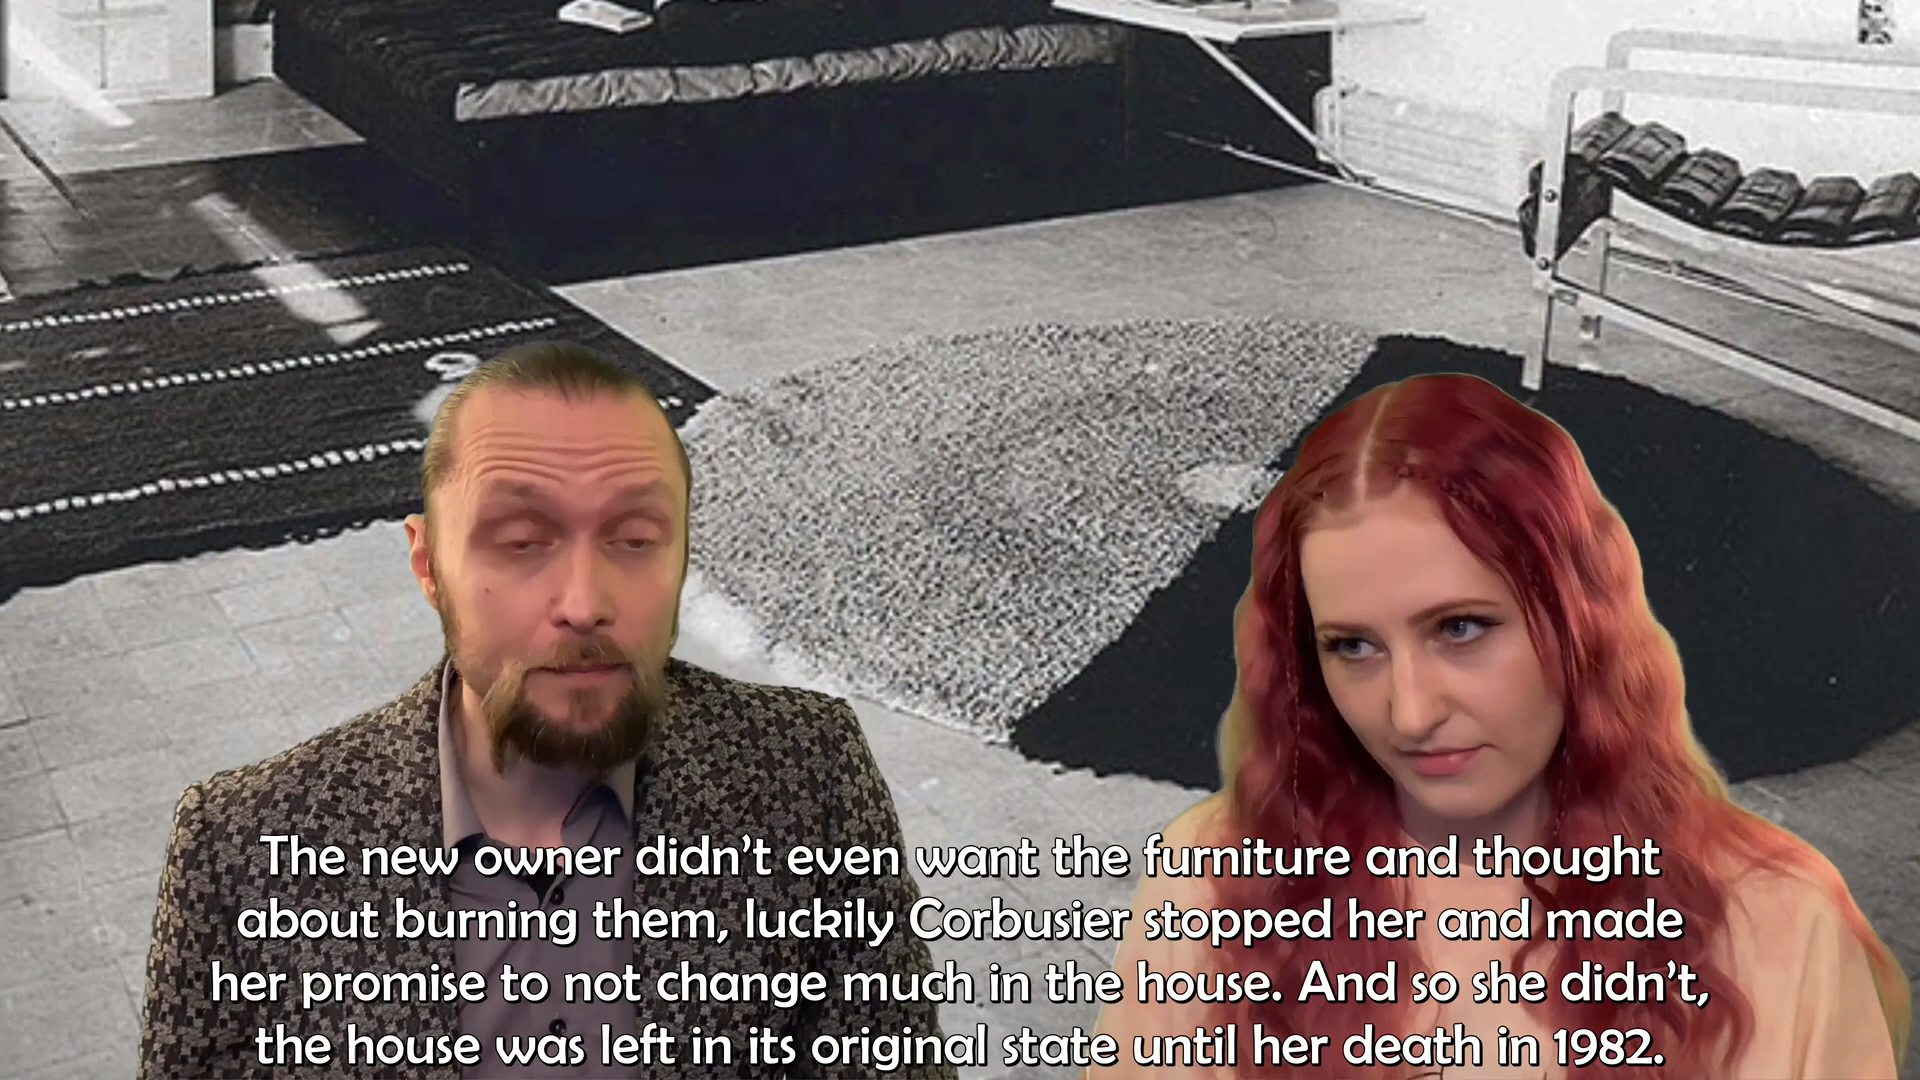 The new owner didn’t even want the furniture and thought
about burning them, luckily Corbusier stopped her and made
her promise to not change much in the house. And so she didn’t,
the house was left in its original state until her death in 1982.